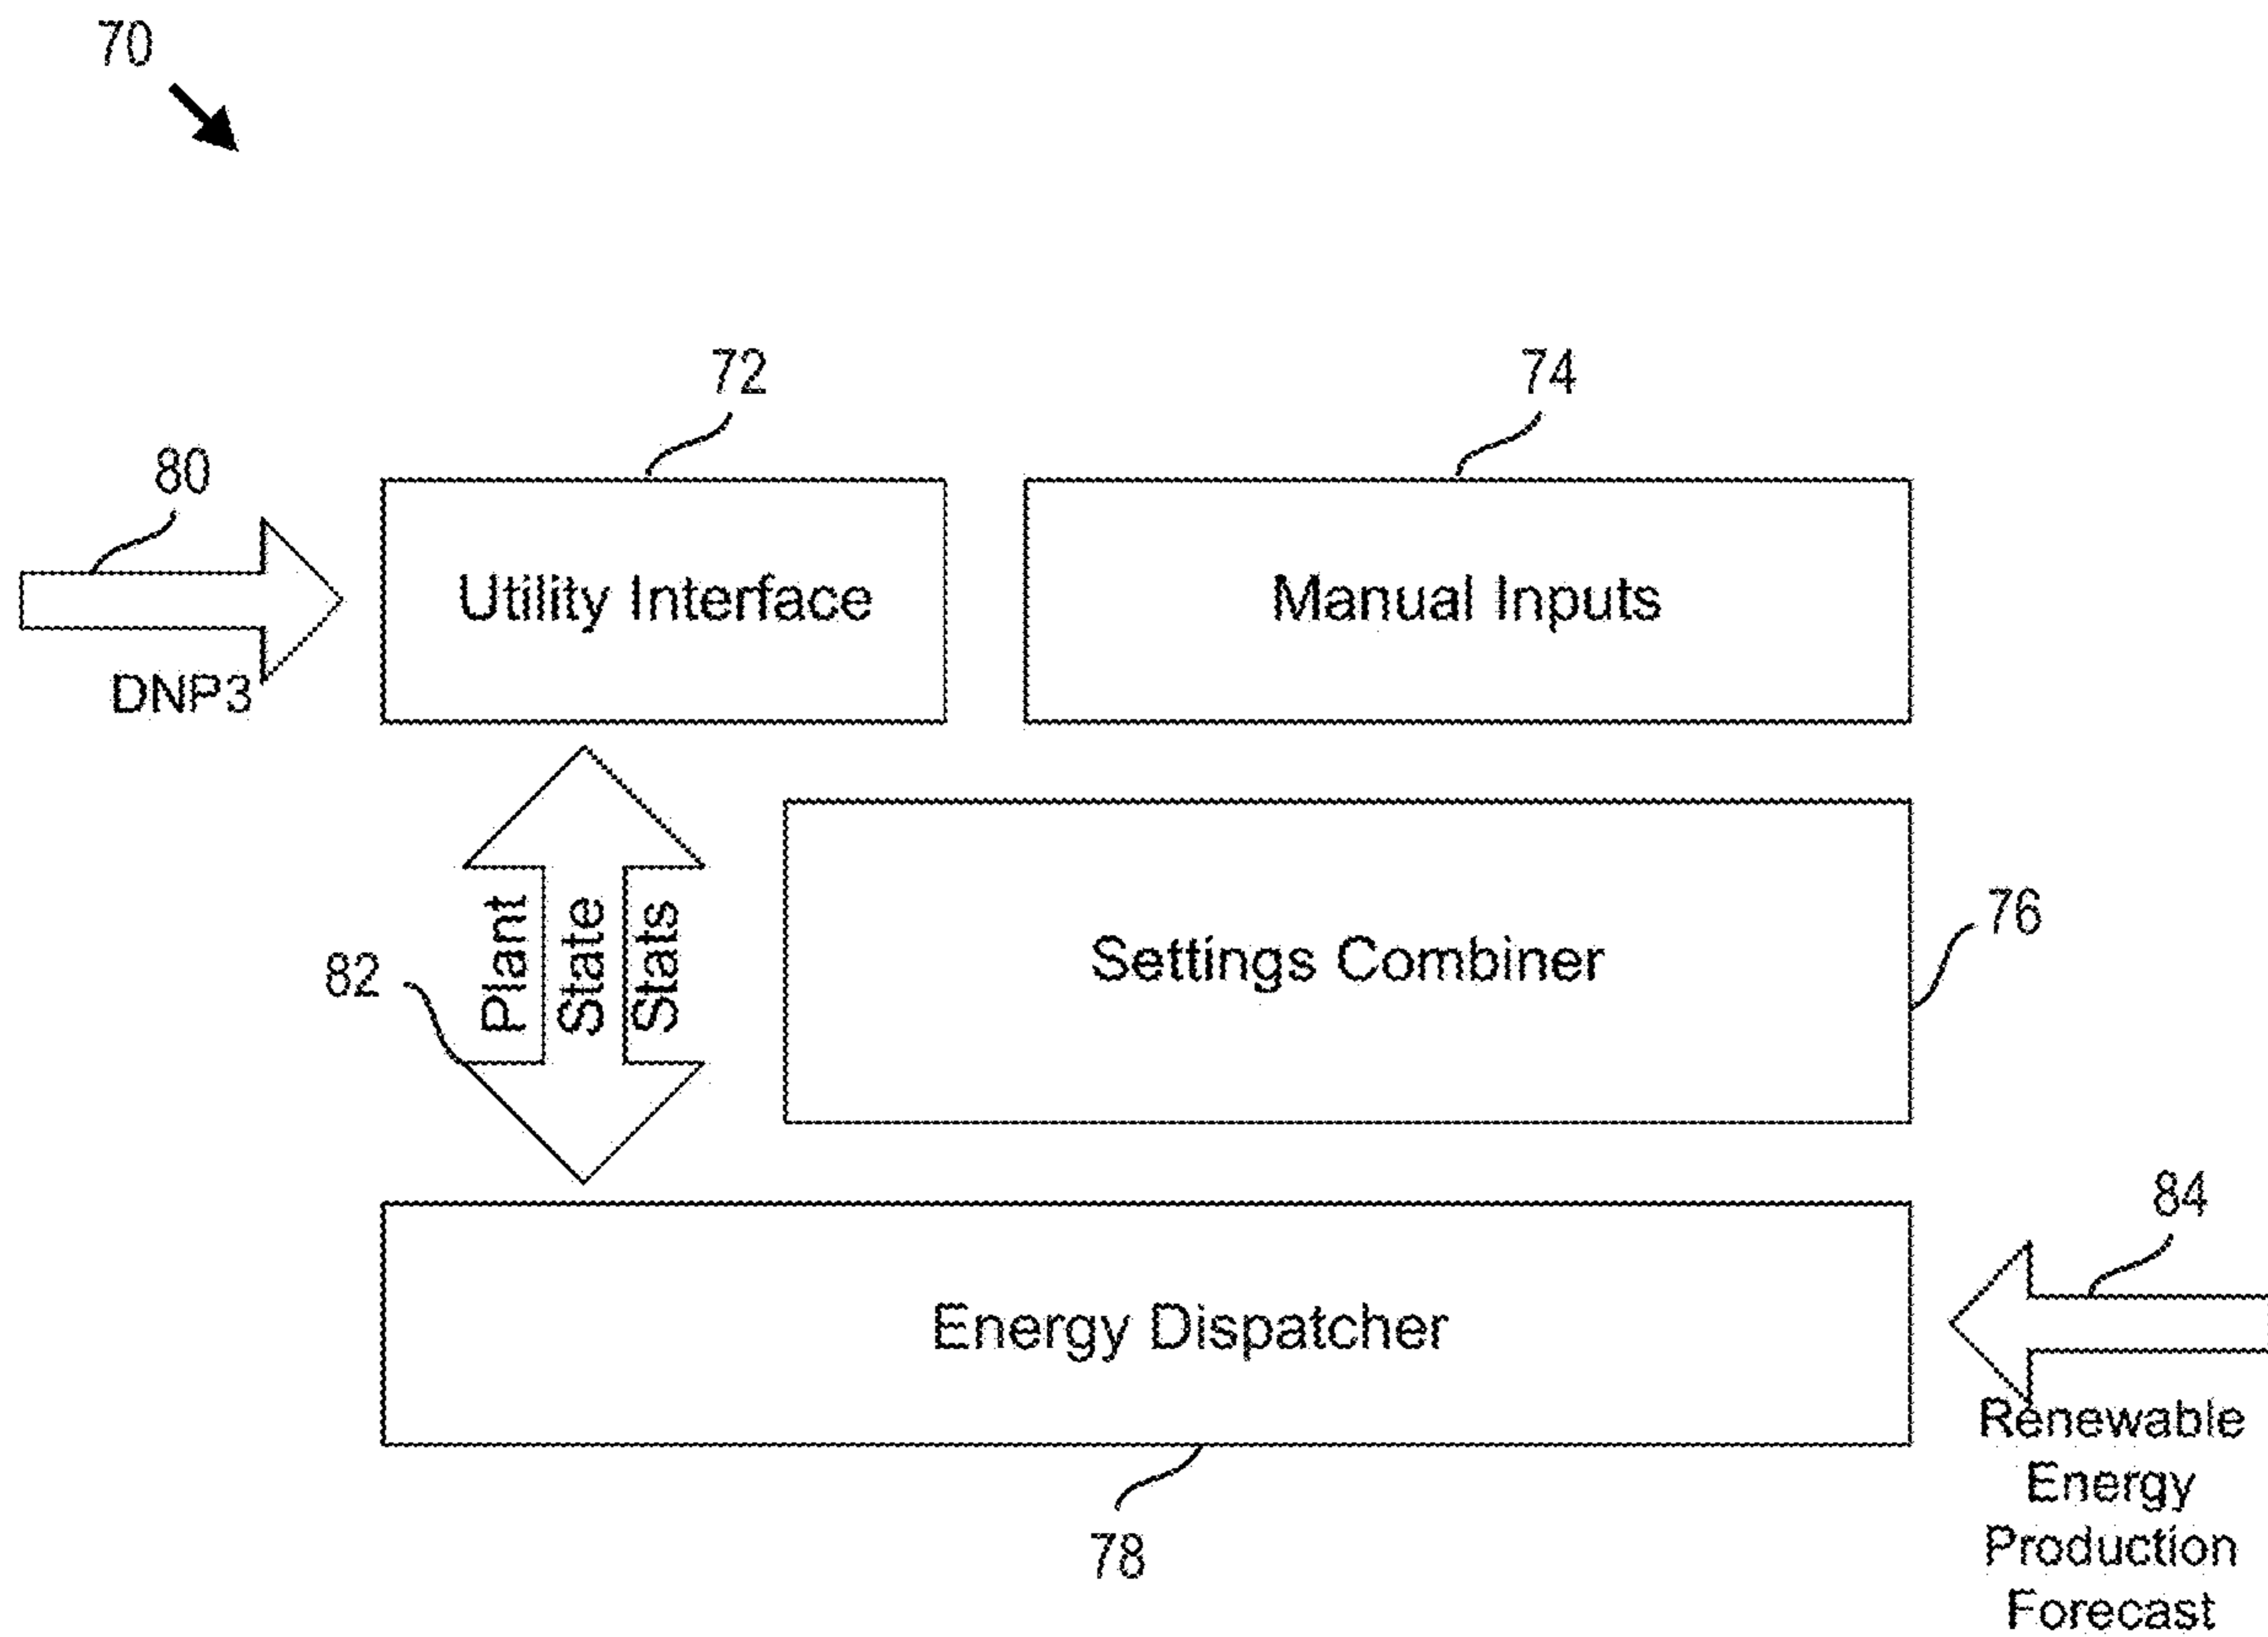 70
72
74
80
Utility Interface
Manual Inputs
DNP3
Plant
State
Stats
82
Settings Combiner
76
84
Energy Dispatcher
Renewable
Energy
Production
Forecast
78